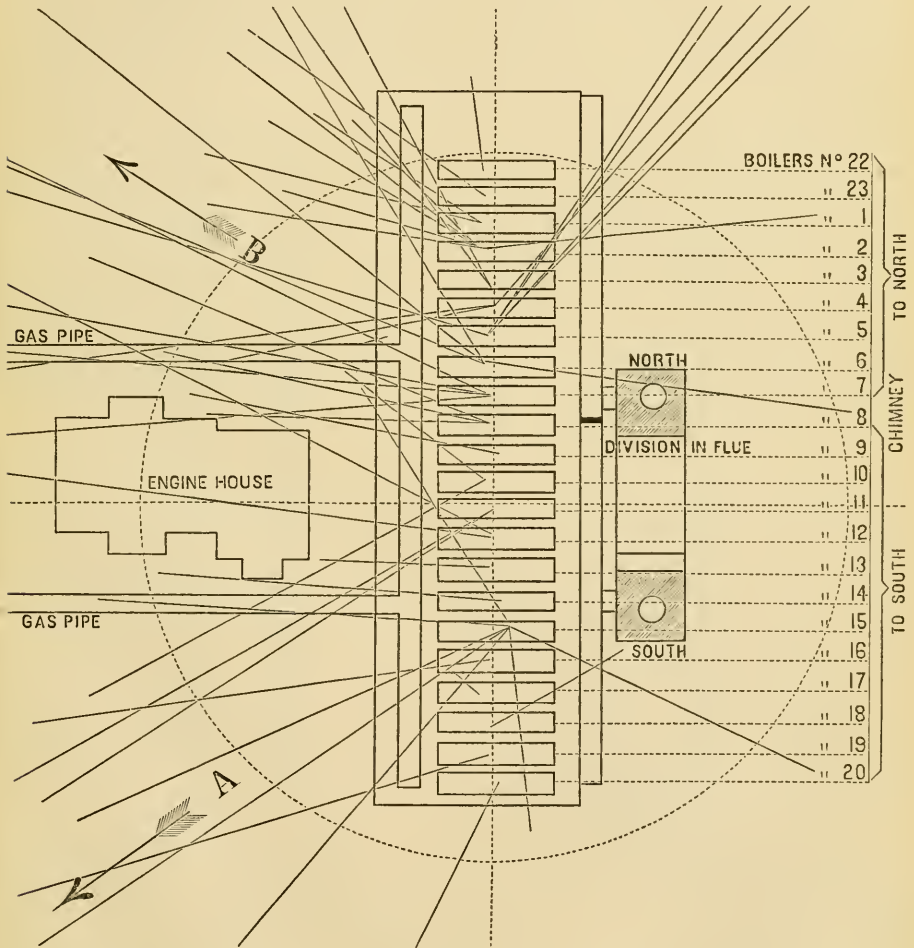 BOILERS Nº 22
" 23
" 1
" 2
" 3
" 4
" 5
" 6
" 7
" 8
" 9
" 10
" 11
" 12
" 13
" 14
" 15
" 16
" 17
" 18
" 19
" 20
TO NORTH
CHIMNEY
TO SOUTH
B
GAS PIPE
NORTH
DIVISION IN FLUE
ENGINE HOUSE
GAS PIPE
SOUTH
A